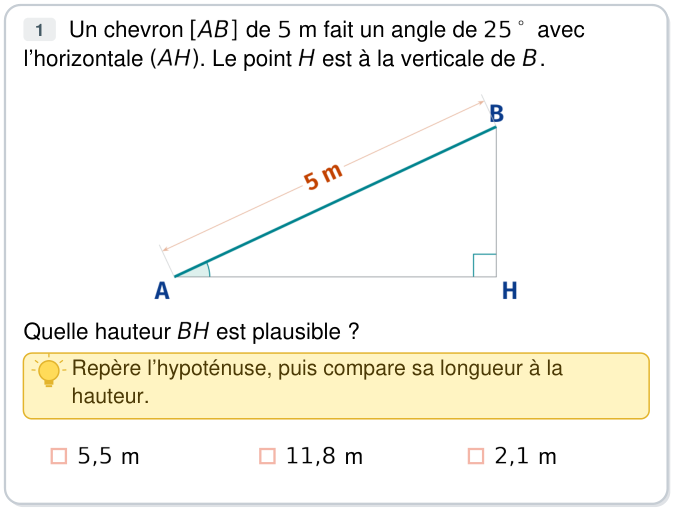 1 Un chevron [AB] de 5 m fait un angle de 25° avec
l'horizontale (AH). Le point H est à la verticale de B.
B
5 m
A
H
Quelle hauteur BH est plausible ?
Repère l'hypoténuse, puis compare sa longueur à la
hauteur.
5,5 m 11,8 m 2,1 m